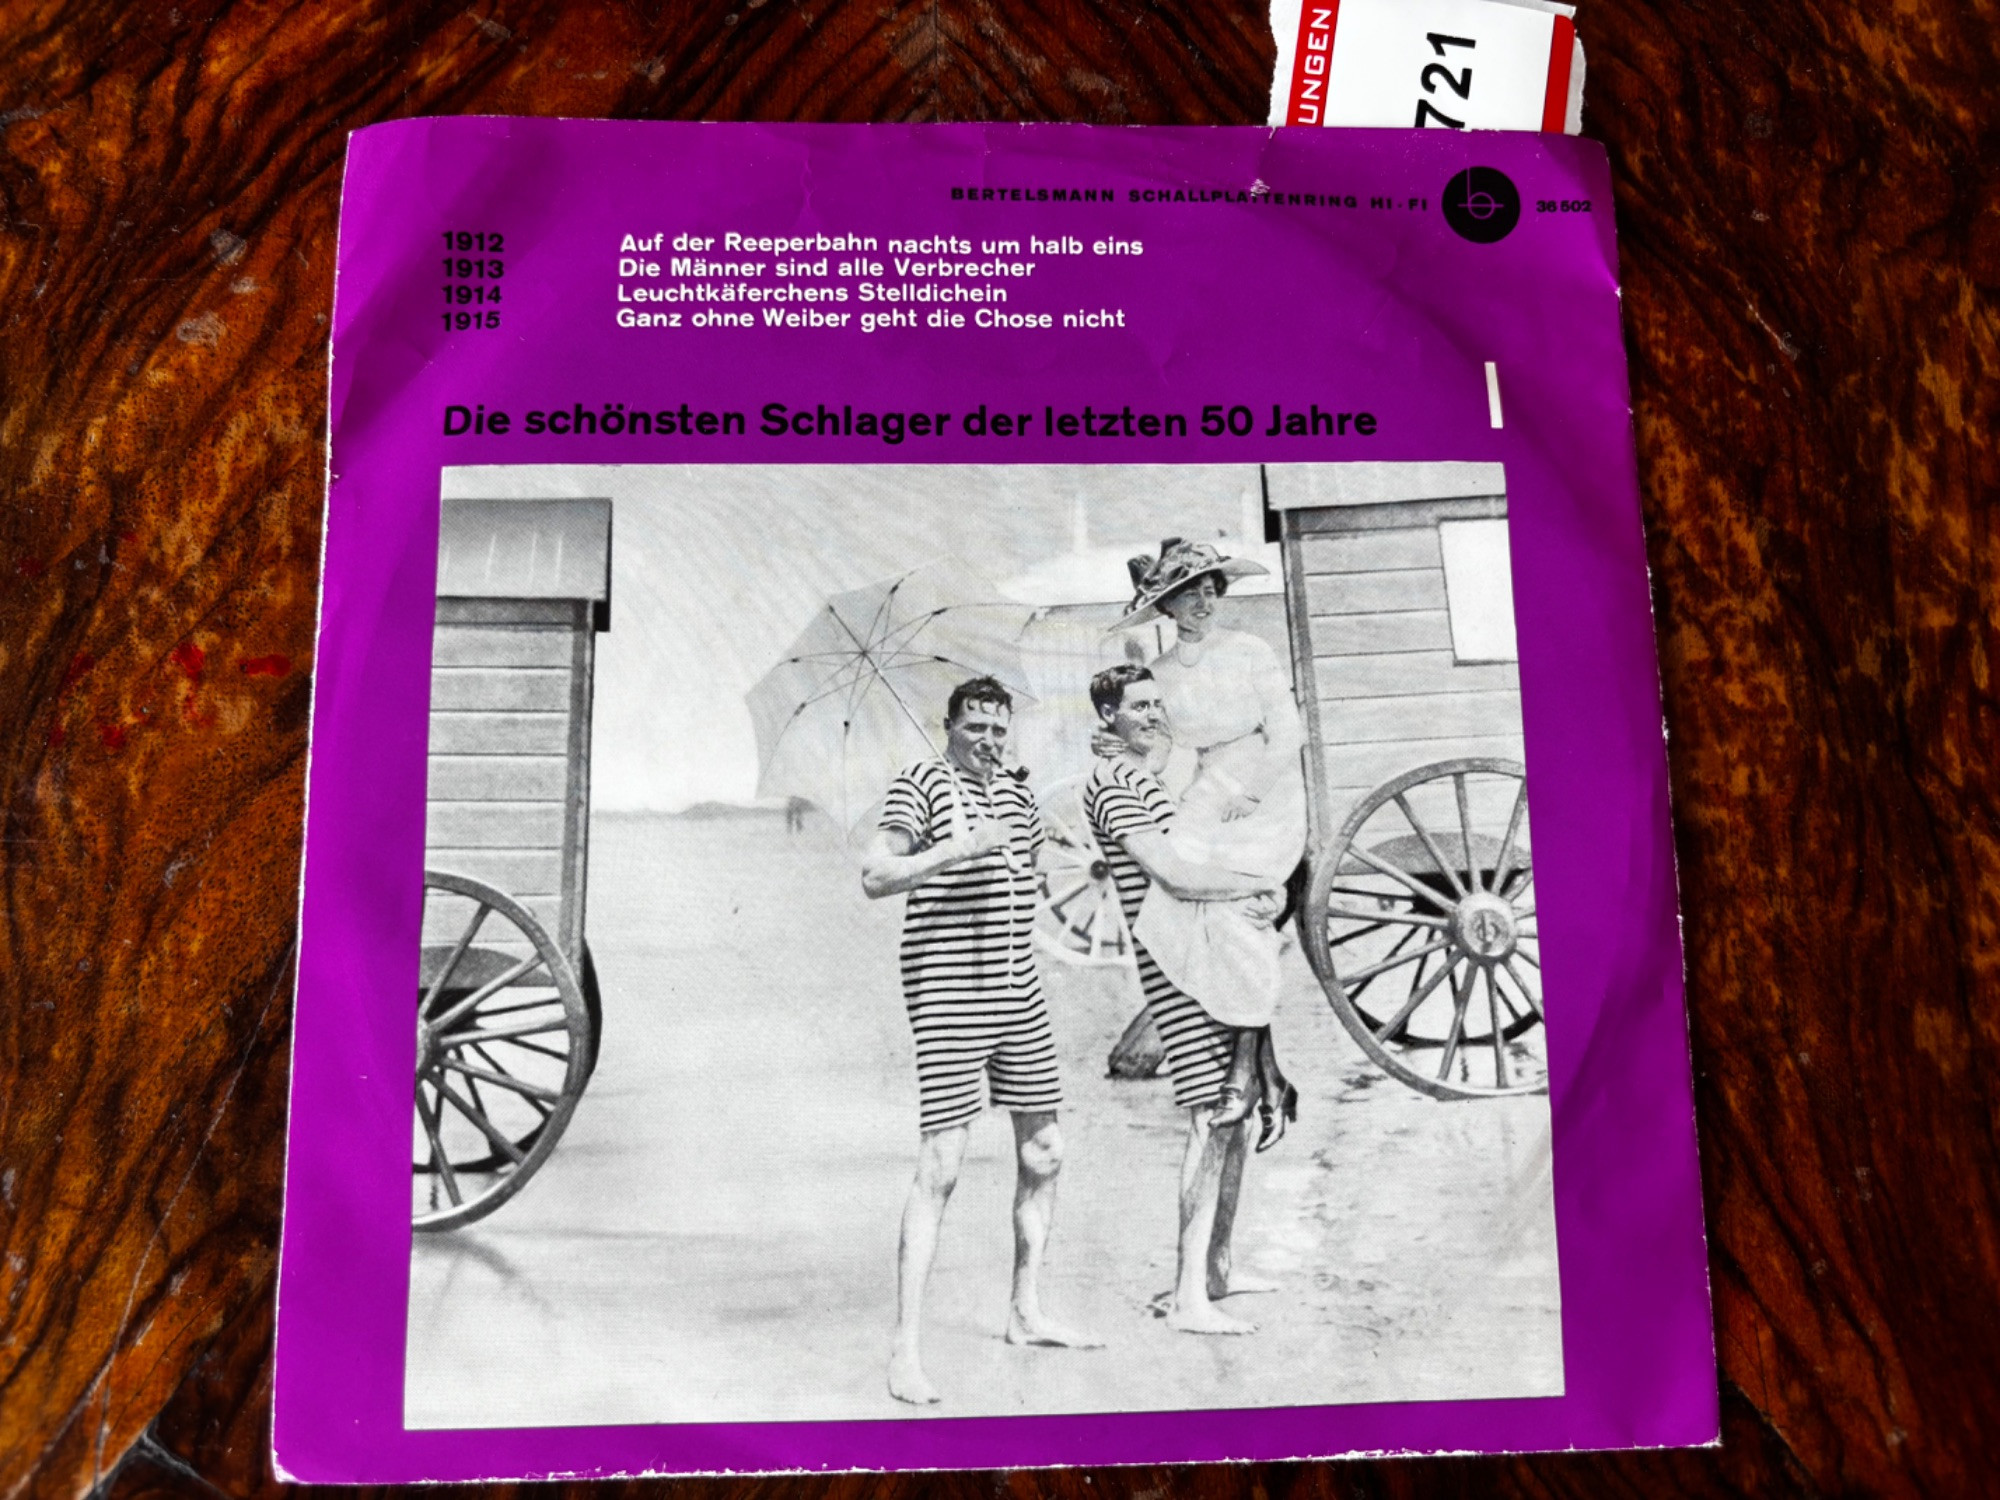 UNGEN
721
BERTELSMANN SCHALLPLATTENRING HI-FI 36502
1912 Auf der Reeperbahn nachts um halb eins
1913 Die Männer sind alle Verbrecher
1914 Leuchtkäferchens Stelldichein
1915 Ganz ohne Weiber geht die Chose nicht
Die schönsten Schlager der letzten 50 Jahre